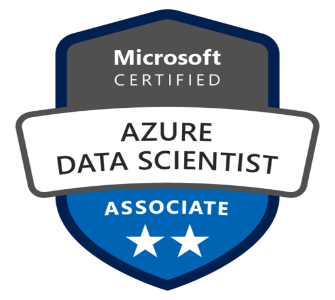 Microsoft
CERTIFIED
AZURE
DATA SCIENTIST
ASSOCIATE